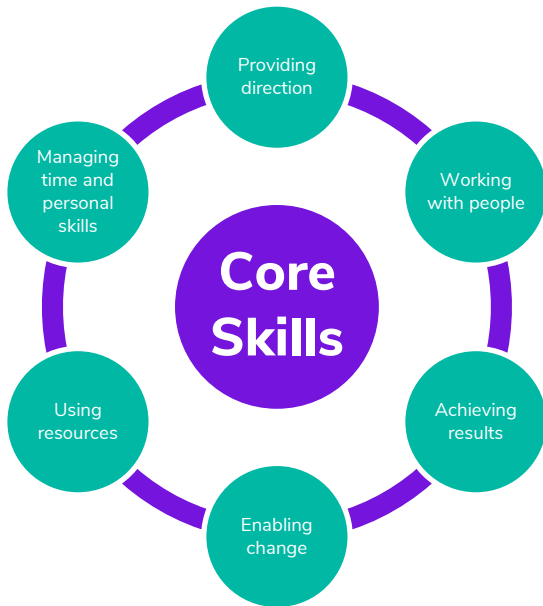 Providing
direction
Working
with people
Achieving
results
Enabling
change
Using
resources
Managing
time and
personal
skills
Core
Skills